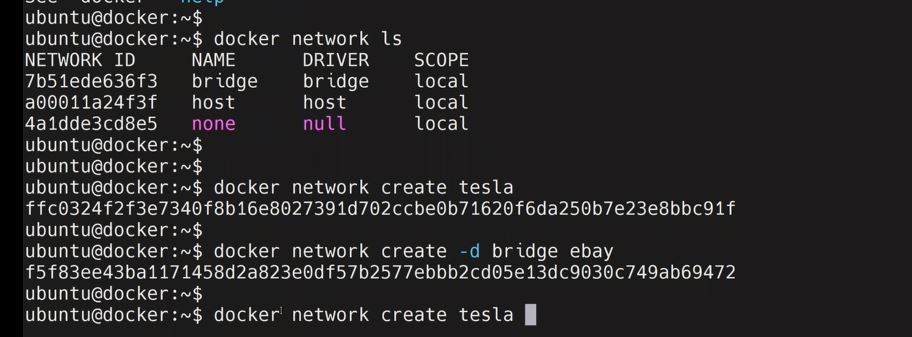 help
ubuntu@docker:~$
ubuntu@docker:~$ docker network ls
NETWORK ID NAME DRIVER SCOPE
7b51ede636f3 bridge bridge local
a00011a24f3f host host local
4a1dde3cd8e5 none null local
ubuntu@docker:~$
ubuntu@docker:~$
ubuntu@docker:~$ docker network create tesla
ffc0324f2f3e7340f8b16e8027391d702ccbe0b71620f6da250b7e23e8bbc91f
ubuntu@docker:~$
ubuntu@docker:~$ docker network create -d bridge ebay
f5f83ee43ba1171458d2a823e0df57b2577ebbb2cd05e13dc9030c749ab69472
ubuntu@docker:~$
ubuntu@docker:~$ docker network create tesla